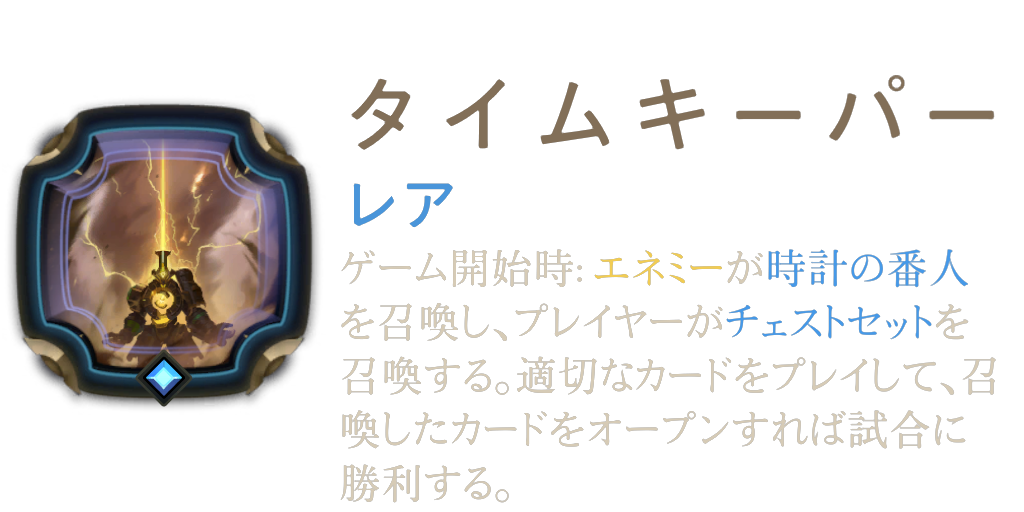 タイムキーパー
レア
ゲーム開始時: エネミーが時計の番人
を召喚し、プレイヤーがチェストセットを
召喚する。適切なカードをプレイして、召
喚したカードをオープンすれば試合に
勝利する。